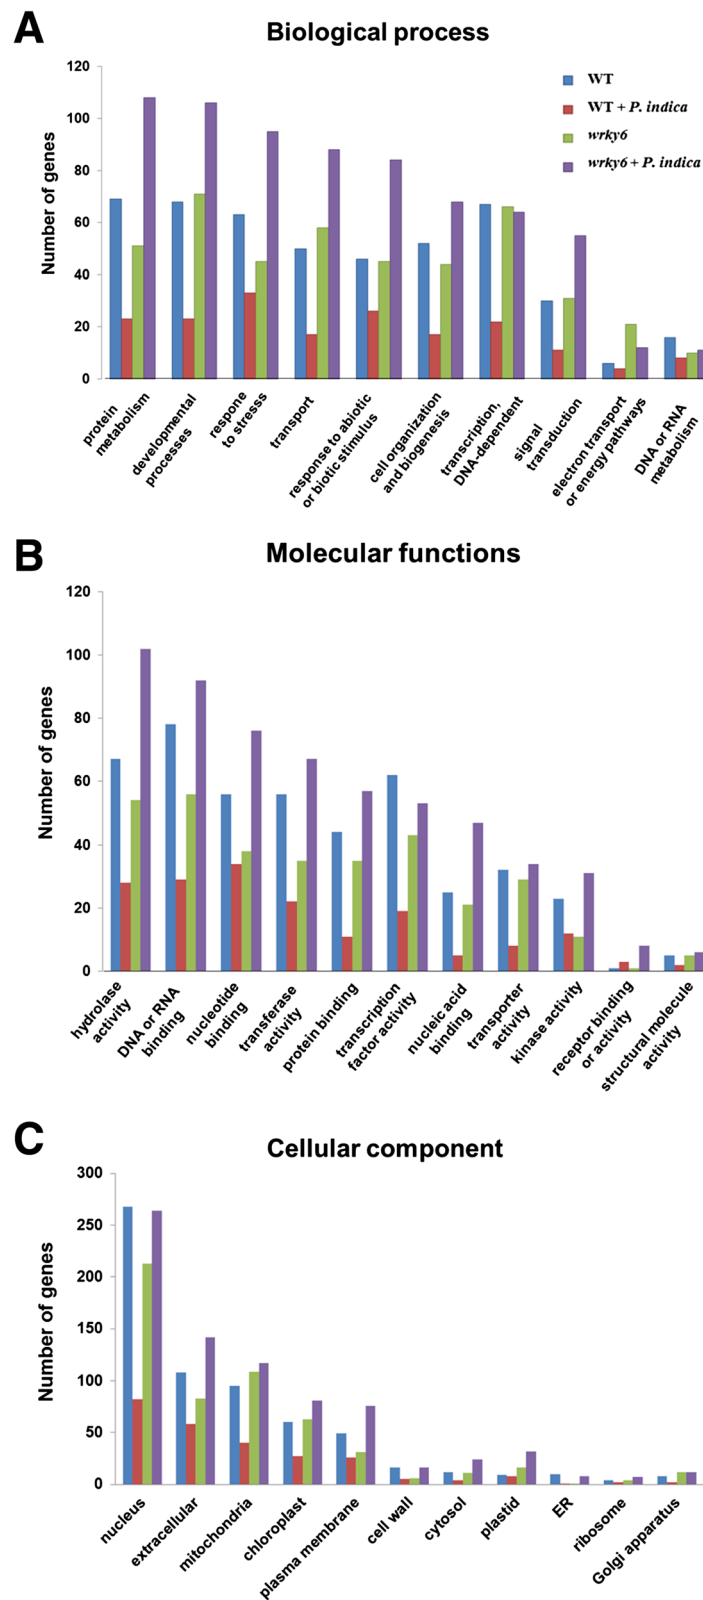 A
Biological process
120
100
80
60
40
20
0
Number of genes
WT
WT + P. indica
wrky6
wrky6 + P. indica
protein
metabolism
developmental
processes
respone
to stresss
transport
response to abiotic
or biotic stimulus
cell organization
and biogenesis
transcription,
DNA-dependent
signal
transduction
electron transport
or energy pathways
DNA or RNA
metabolism
B
Molecular functions
120
100
80
60
40
20
0
Number of genes
hydrolase
activity
DNA or RNA
binding
nucleotide
binding
transferase
activity
protein binding
transcription
factor activity
nucleic acid
binding
transporter
activity
kinase activity
receptor binding
or activity
structural molecule
activity
C
Cellular component
300
250
200
150
100
50
0
Number of genes
nucleus
extracellular
mitochondria
chloroplast
plasma membrane
cell wall
cytosol
plastid
ER
ribosome
Golgi apparatus